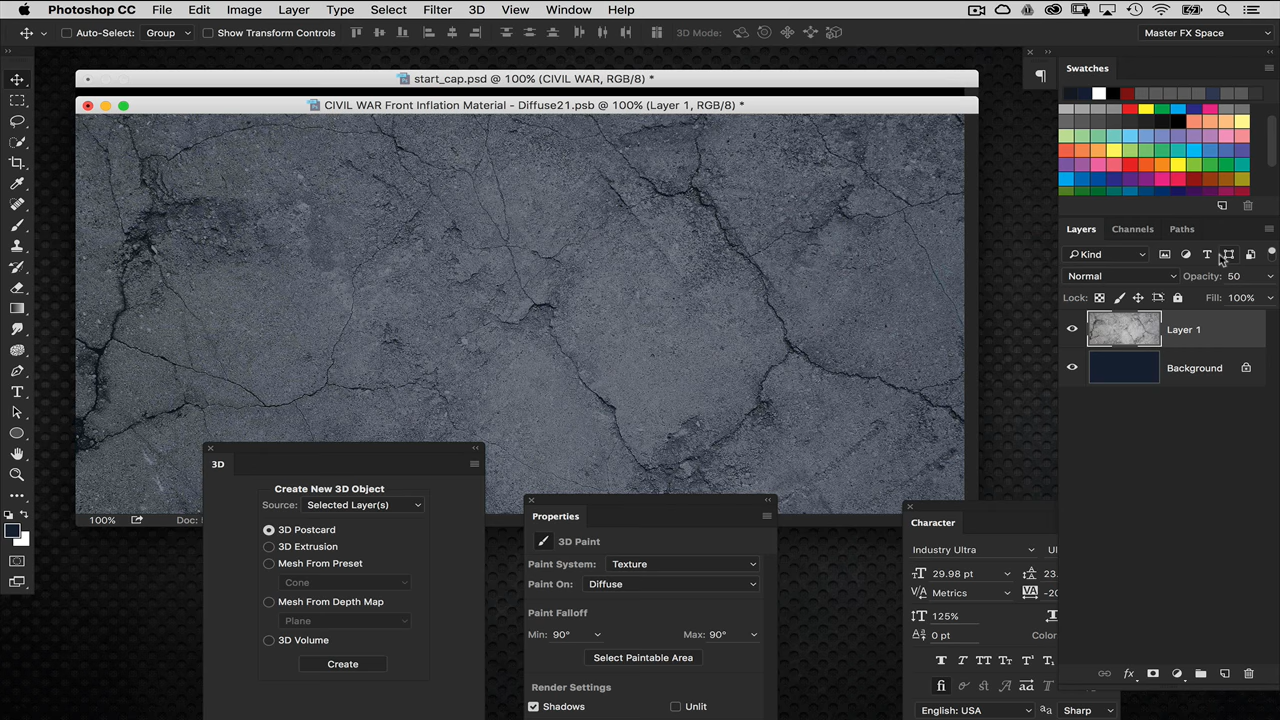 Photoshop CC File Edit Image Layer Type Select Filter 3D View Window Help
Auto-Select: Group Show Transform Controls 3D Mode: Master FX Space
start_cap.psd @ 100% (CIVIL WAR, RGB/8) *
CIVIL WAR Frint Inflation Material - Diffuse21.psb @ 100% (Layer 1, RGB/8) *
Swatches
Layers Channels Paths
Kind
Normal Opacity: 50
Lock: Fill: 100%
Layer 1
Background
100% Doc:
3D
Create New 3D Object
Source: Selected Layer(s)
3D Postcard
3D Extrusion
Mesh From Preset
Cone
Mesh From Depth Map
Plane
3D Volume
Create
Properties
3D Paint
Paint System: Texture
Paint On: Diffuse
Paint Falloff
Min: 90° Max: 90°
Select Paintable Area
Render Settings
Shadows Unlit
Character
Industry Ultra
29.98 pt 23.
Metrics -20
125%
0 pt Color
English: USA Sharp